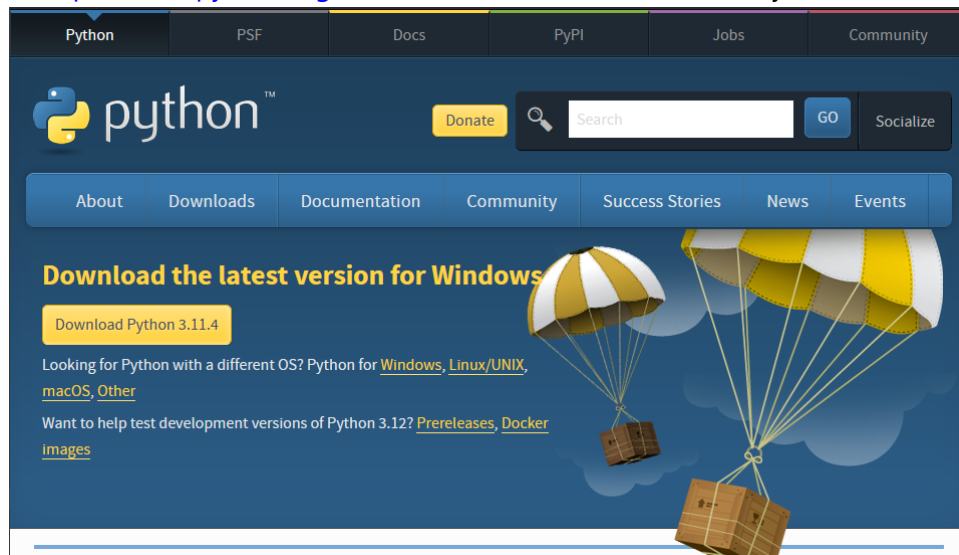 Python PSF Docs PyPI Jobs Community
python™
Donate Search GO Socialize
About Downloads Documentation Community Success Stories News Events
Download the latest version for Windows
Download Python 3.11.4
Looking for Python with a different OS? Python for Windows, Linux/UNIX,
macOS, Other
Want to help test development versions of Python 3.12? Prereleases, Docker
images